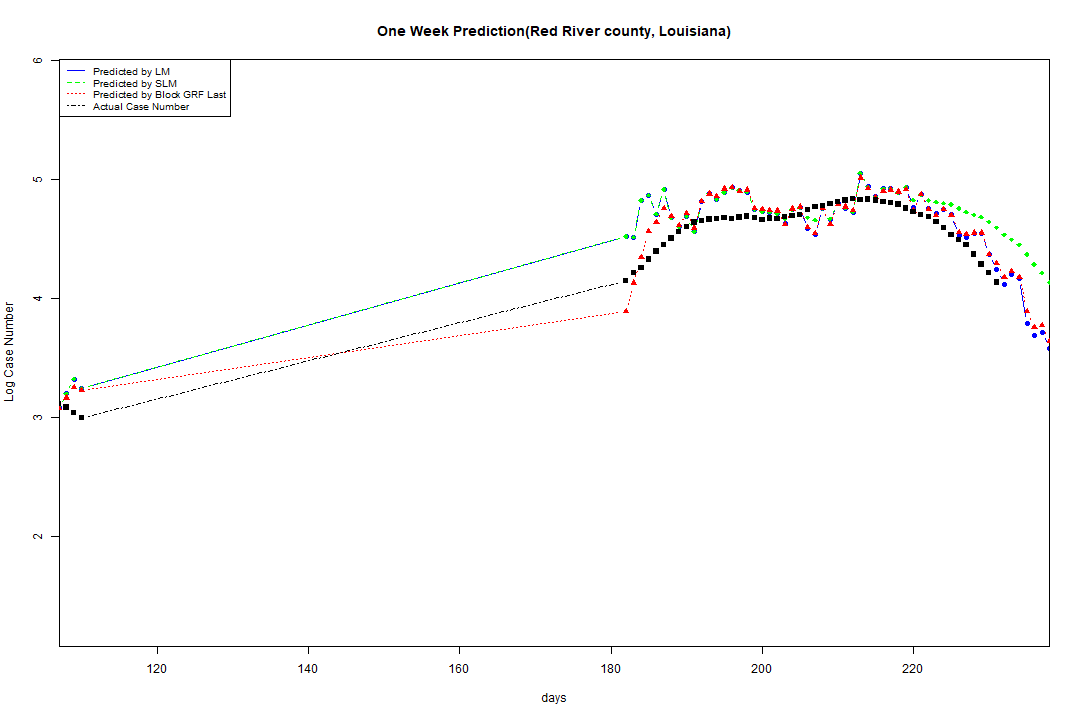 One Week Prediction(Red River county, Louisiana)
Predicted by LM
Predicted by SLM
Predicted by Block GRF Last
Actual Case Number
6
5
4
3
2
Log Case Number
120 140 160 180 200 220
days